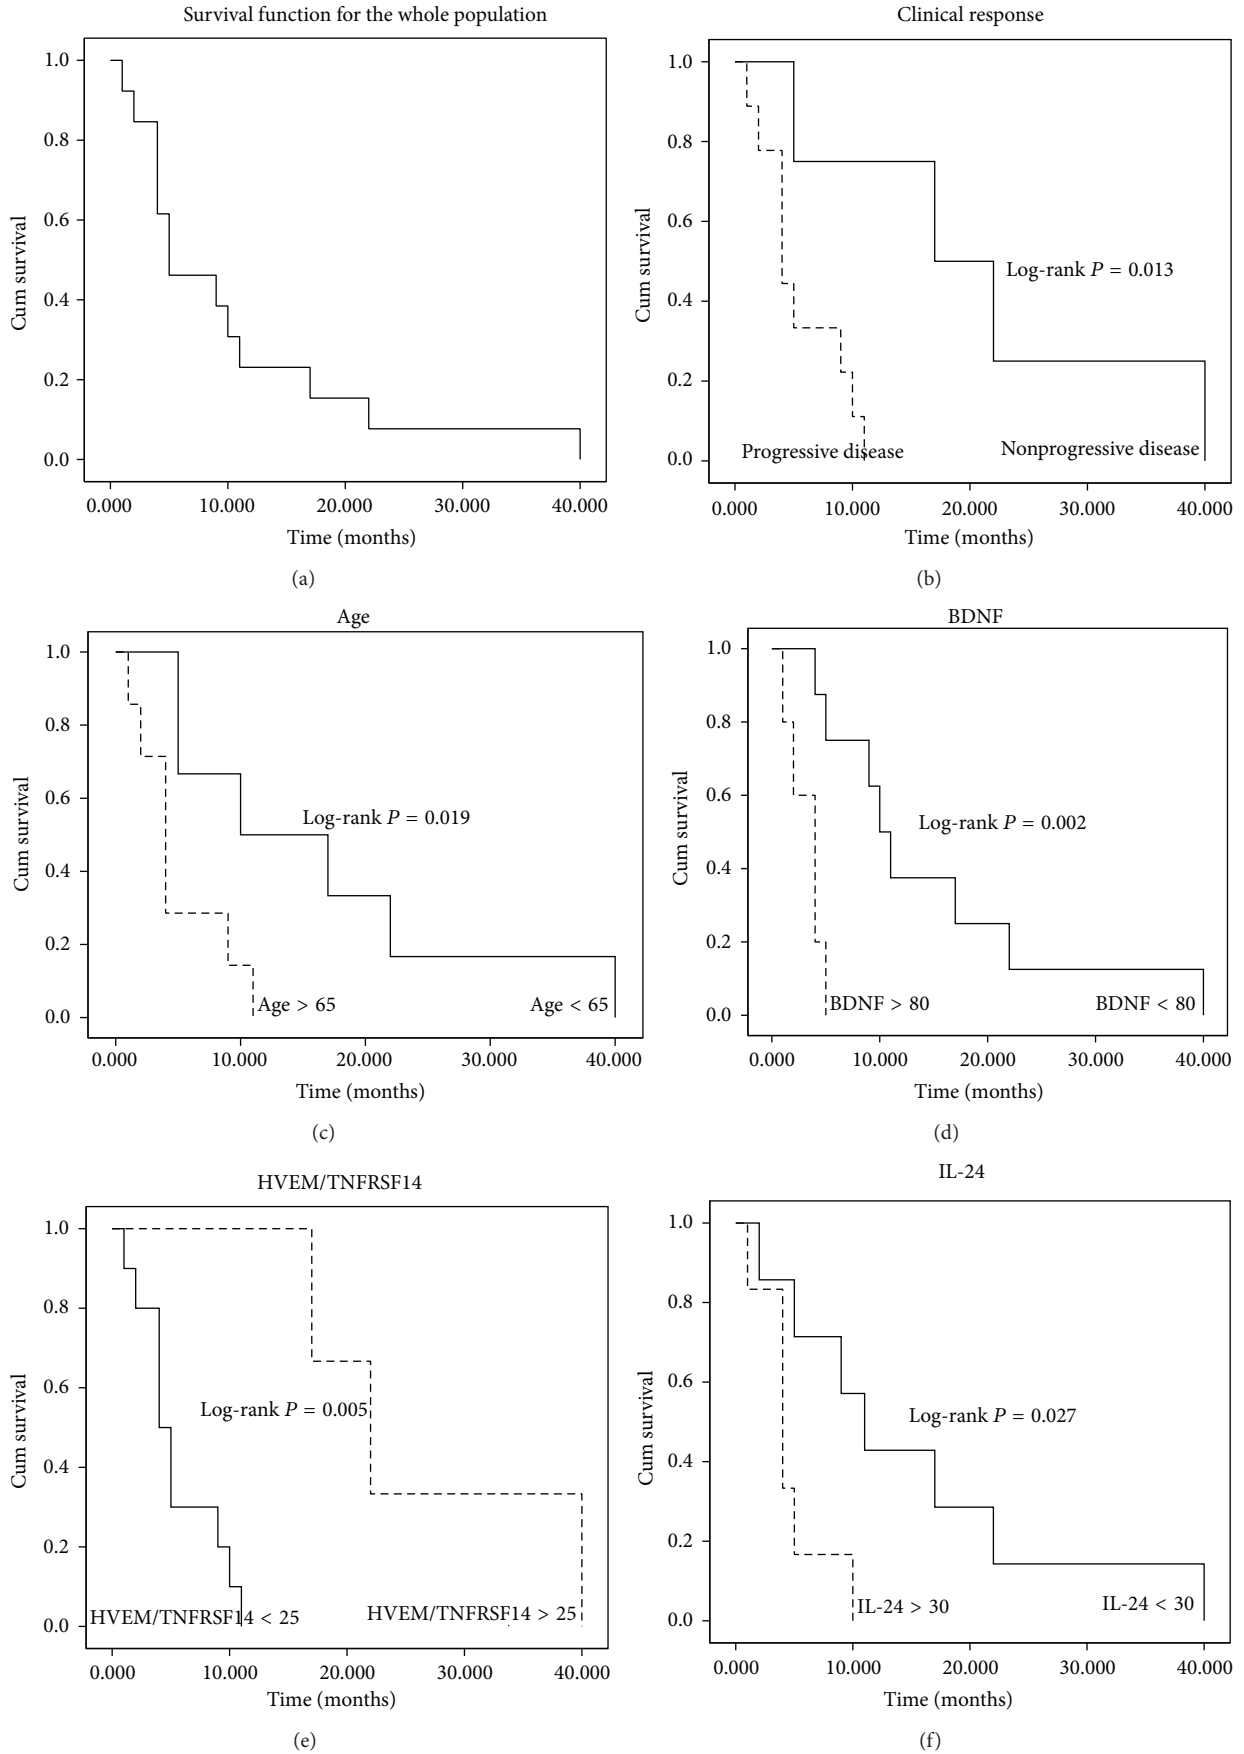 Survival function for the whole population
1.0
0.8
0.6
0.4
0.2
0.0
Cum survival
0.000 10.000 20.000 30.000 40.000
Time (months)
(a)
Clinical response
1.0
0.8
0.6
0.4
0.2
0.0
Cum survival
Log-rank P = 0.013
Progressive disease
Nonprogressive disease
0.000 10.000 20.000 30.000 40.000
Time (months)
(b)
Age
1.0
0.8
0.6
0.4
0.2
0.0
Cum survival
Log-rank P = 0.019
Age > 65
Age < 65
0.000 10.000 20.000 30.000 40.000
Time (months)
(c)
BDNF
1.0
0.8
0.6
0.4
0.2
0.0
Cum survival
Log-rank P = 0.002
BDNF > 80
BDNF < 80
0.000 10.000 20.000 30.000 40.000
Time (months)
(d)
HVEM/TNFRSF14
1.0
0.8
0.6
0.4
0.2
0.0
Cum survival
Log-rank P = 0.005
HVEM/TNFRSF14 < 25
HVEM/TNFRSF14 > 25
0.000 10.000 20.000 30.000 40.000
Time (months)
(e)
IL-24
1.0
0.8
0.6
0.4
0.2
0.0
Cum survival
Log-rank P = 0.027
IL-24 > 30
IL-24 < 30
0.000 10.000 20.000 30.000 40.000
Time (months)
(f)